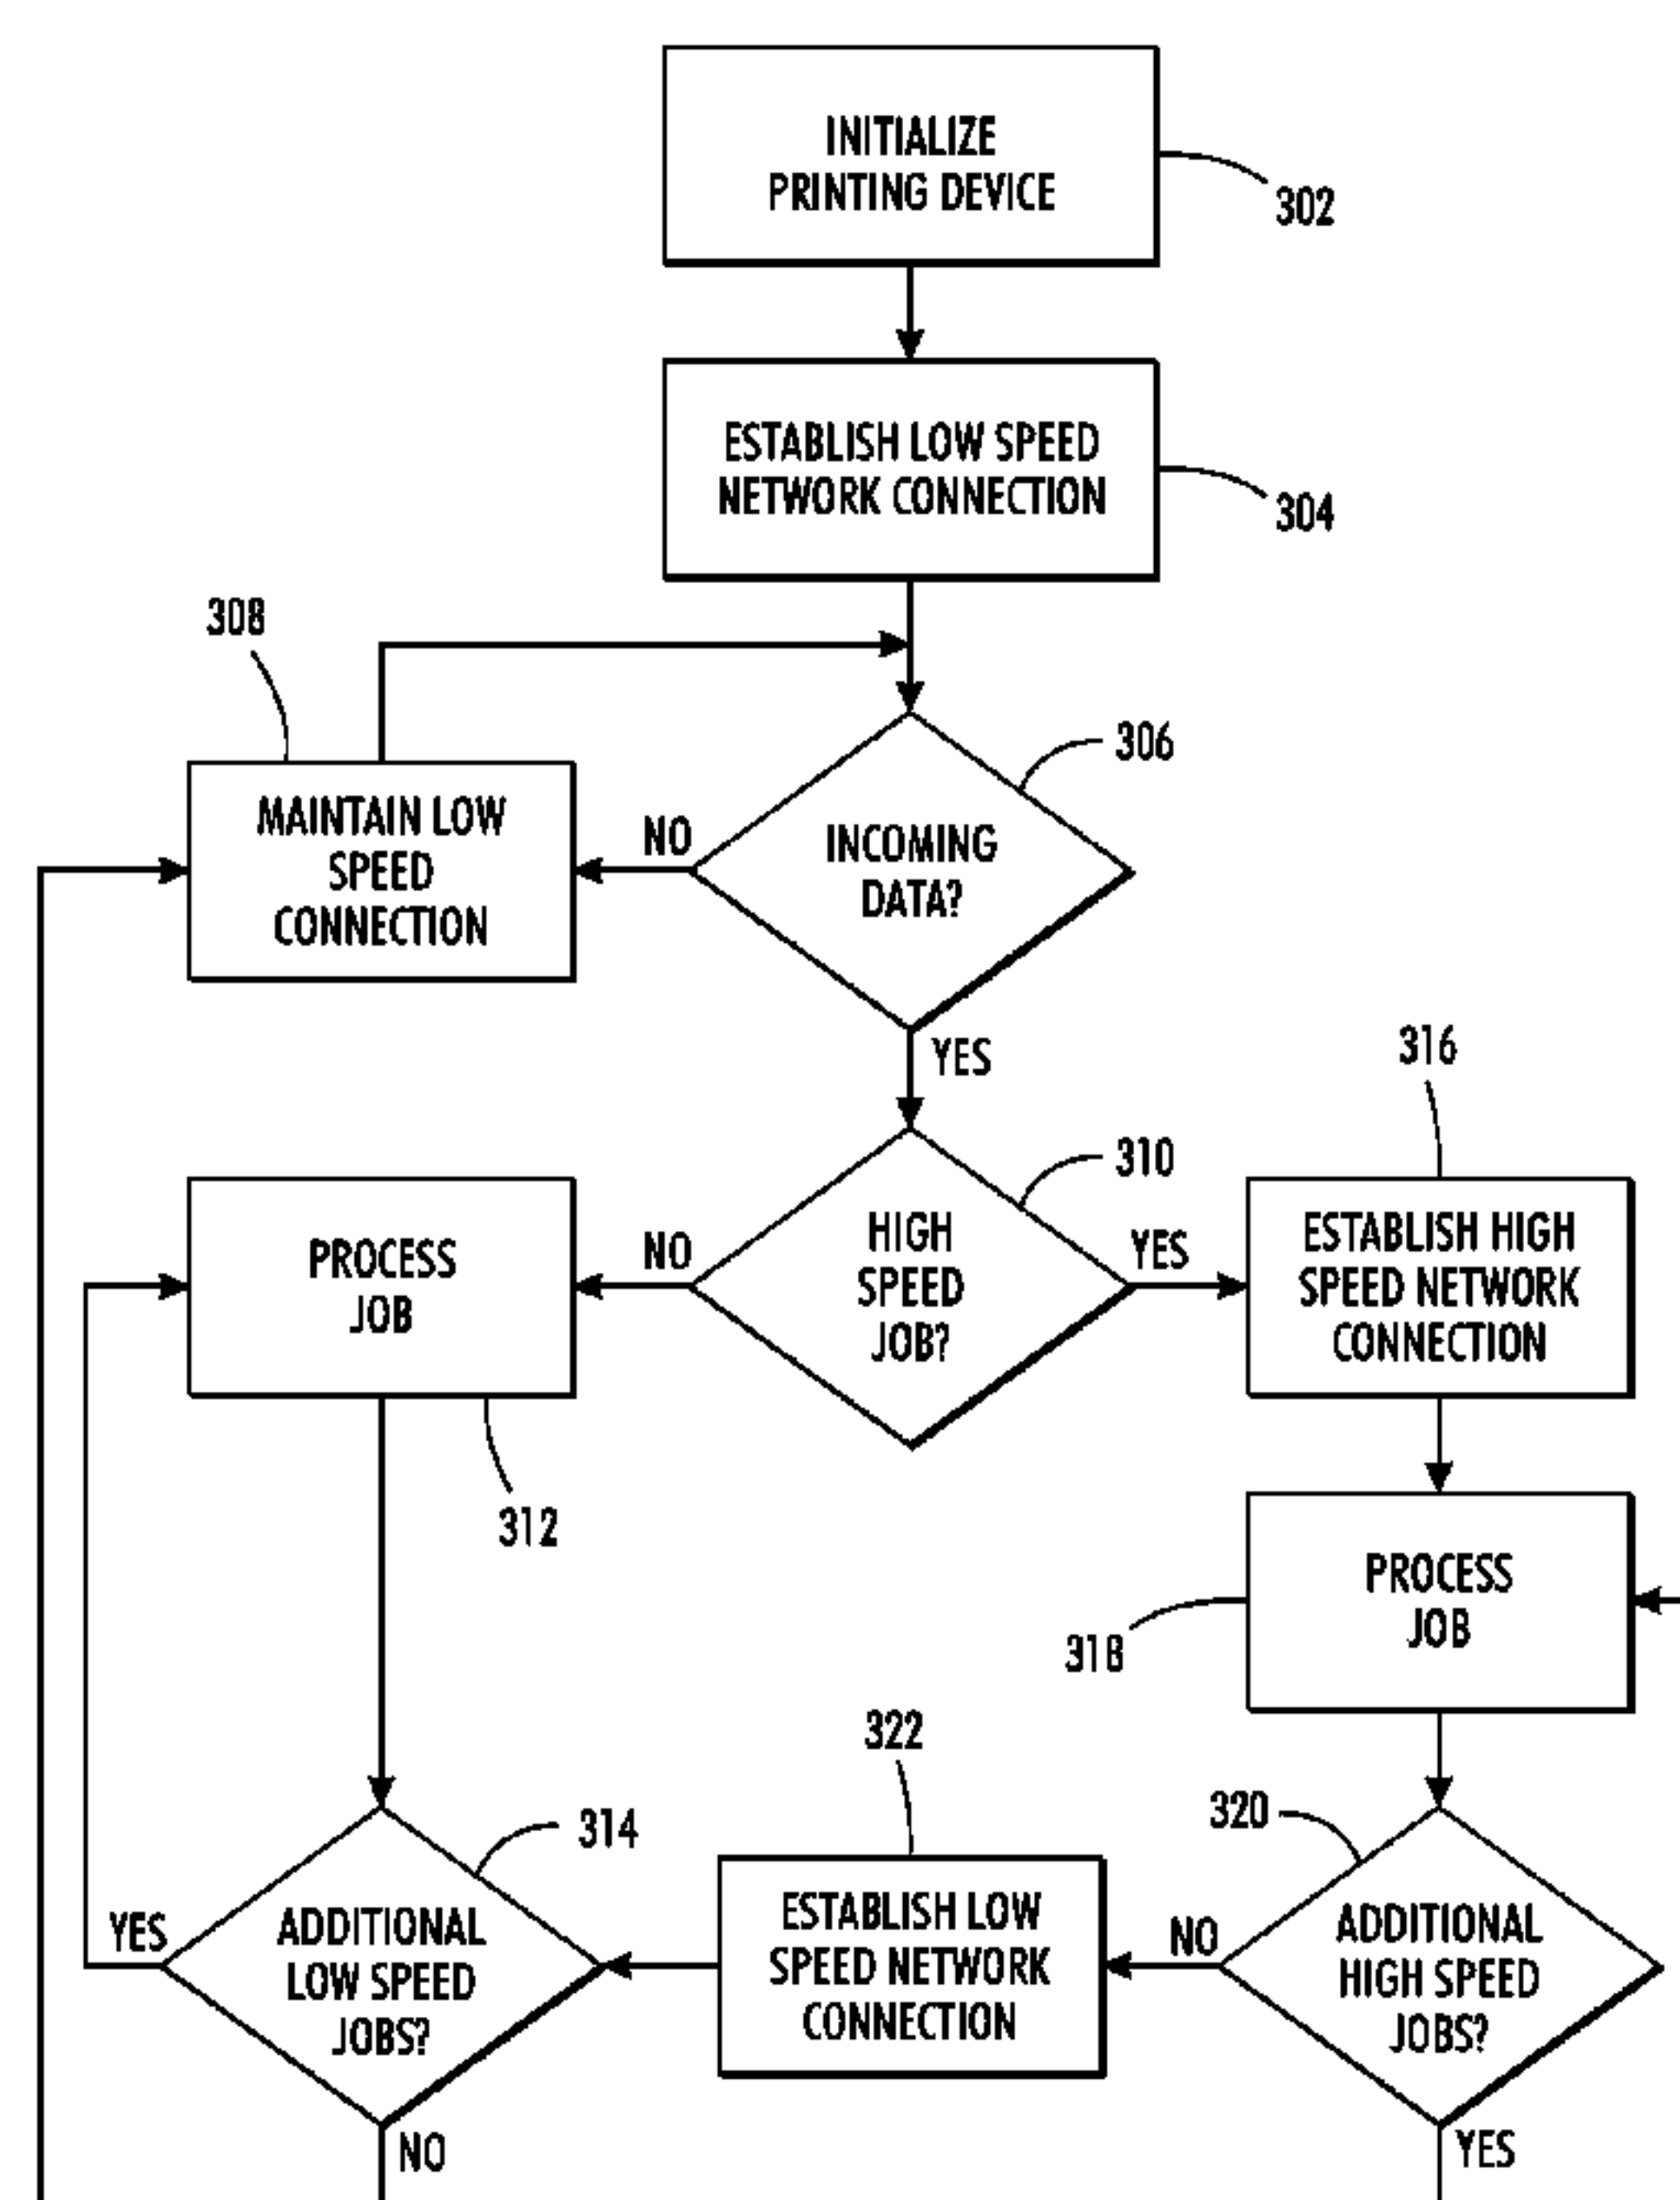 INITIALIZE
PRINTING DEVICE
302
ESTABLISH LOW SPEED
NETWORK CONNECTION
304
308
306
MAINTAIN LOW
SPEED
CONNECTION
NO
INCOMING
DATA?
YES
316
310
PROCESS
JOB
NO
HIGH
SPEED
JOB?
YES
ESTABLISH HIGH
SPEED NETWORK
CONNECTION
312
PROCESS
JOB
318
322
314
320
YES
ADDITIONAL
LOW SPEED
JOBS?
ESTABLISH LOW
SPEED NETWORK
CONNECTION
NO
ADDITIONAL
HIGH SPEED
JOBS?
NO
YES